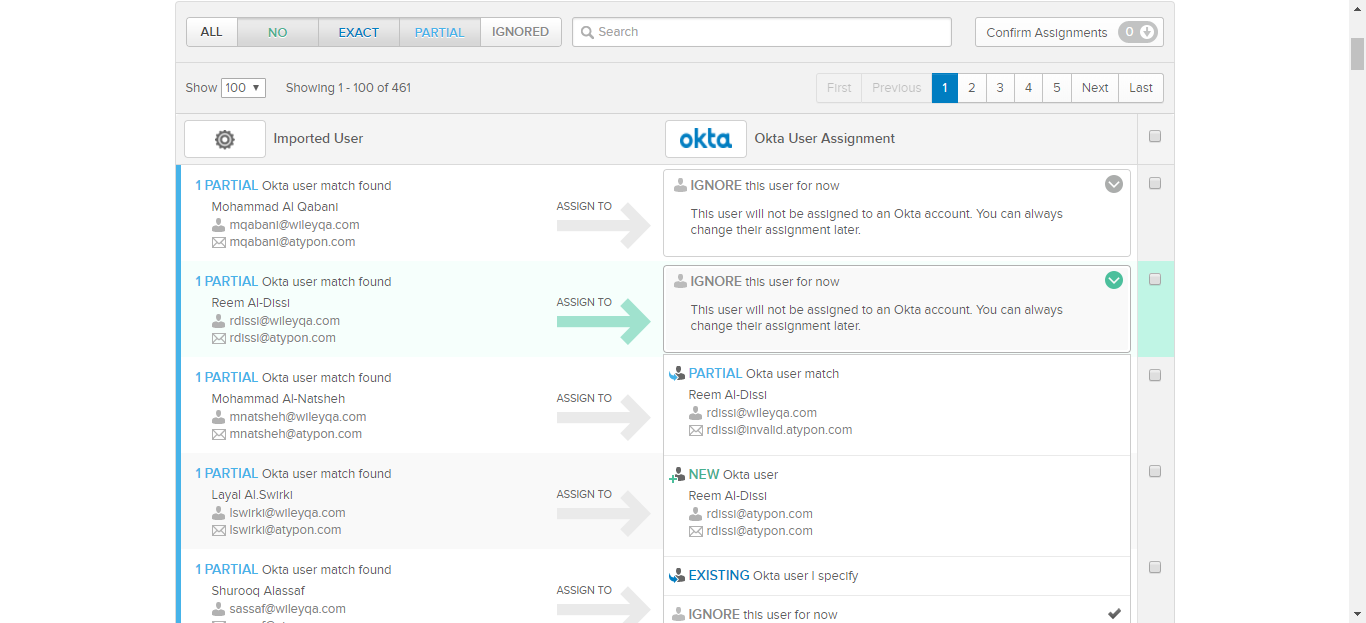 ALL NO EXACT PARTIAL IGNORED Search Confirm Assignments 0
Show 100 Showing 1 - 100 of 461 First Previous 1 2 3 4 5 Next Last
Imported User okta Okta User Assignment
1 PARTIAL Okta user match found
Mohammad Al Qabani
mqabani@wileyqa.com
mqabani@atypon.com
ASSIGN TO
IGNORE this user for now
This user will not be assigned to an Okta account. You can always
change their assignment later.
1 PARTIAL Okta user match found
Reem Al-Dissi
rdissi@wileyqa.com
rdissi@atypon.com
ASSIGN TO
IGNORE this user for now
This user will not be assigned to an Okta account. You can always
change their assignment later.
1 PARTIAL Okta user match found
Mohammad Al-Natsheh
mnatsheh@wileyqa.com
mnatsheh@atypon.com
ASSIGN TO
PARTIAL Okta user match
Reem Al-Dissi
rdissi@wileyqa.com
rdissi@invalid.atypon.com
1 PARTIAL Okta user match found
Layal Al.Swirki
lswirki@wileyqa.com
lswirki@atypon.com
ASSIGN TO
NEW Okta user
Reem Al-Dissi
rdissi@atypon.com
rdissi@atypon.com
1 PARTIAL Okta user match found
Shurooq Alassaf
sassaf@wileyqa.com
ASSIGN TO
EXISTING Okta user I specify
IGNORE this user for now